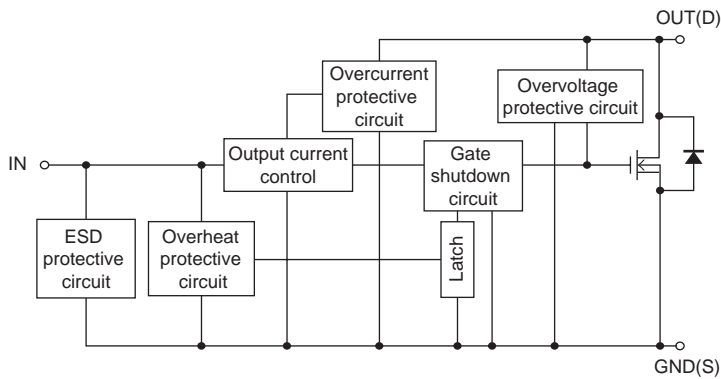 OUT(D)
Overcurrent
protective
circuit
Overvoltage
protective circuit
IN
Output current
control
Gate
shutdown
circuit
ESD
protective
circuit
Overheat
protective
circuit
Latch
GND(S)